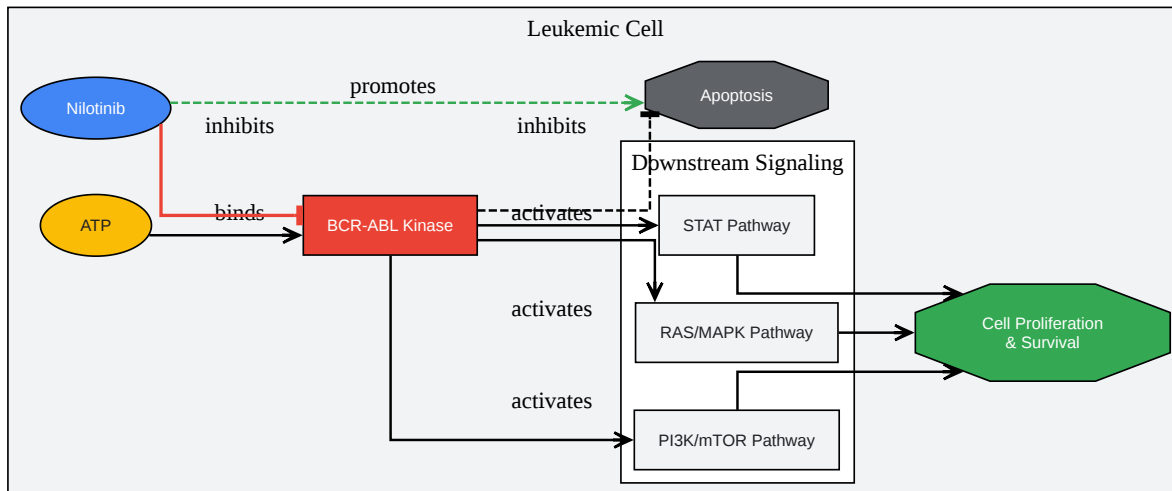 Leukemic Cell
promotes
Nilotinib
Apoptosis
inhibits
inhibits
Downstream Signaling
binds
activates
ATP
BCR-ABL Kinase
STAT Pathway
activates
RAS/MAPK Pathway
Cell Proliferation
& Survival
activates
PI3K/mTOR Pathway